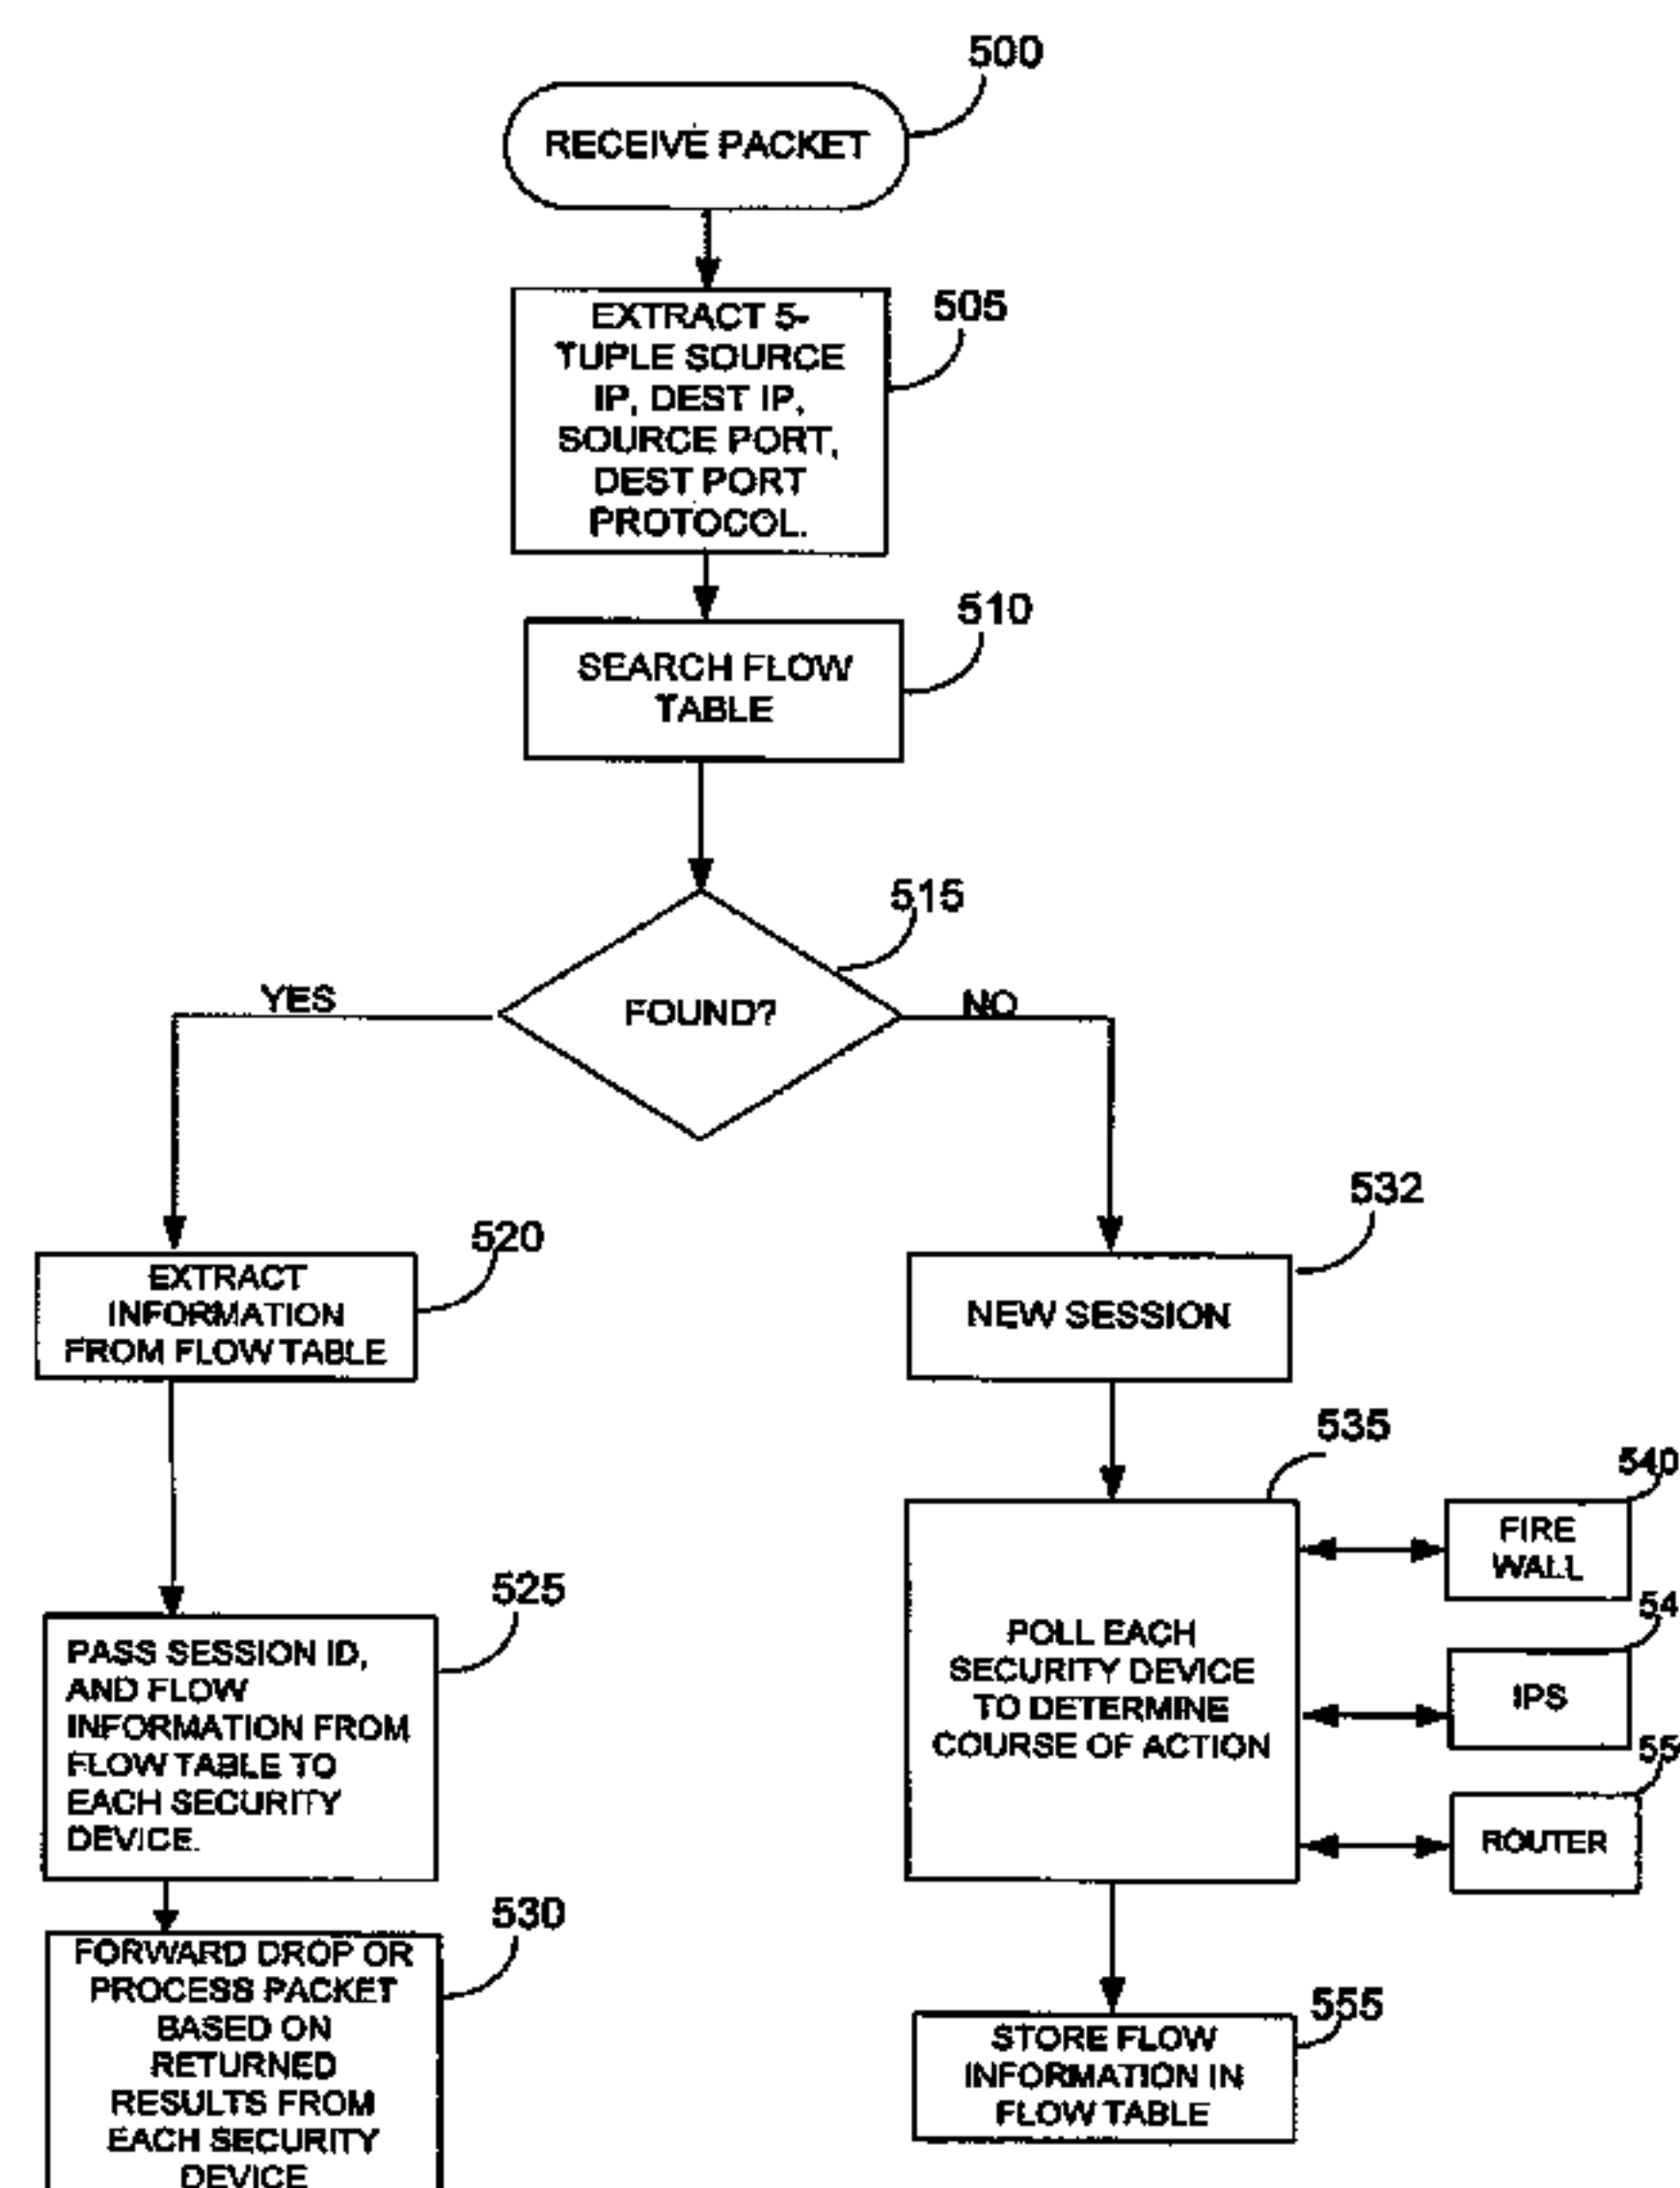 500
RECEIVE PACKET
505
EXTRACT 5-
TUPLE SOURCE
IP, DEST IP,
SOURCE PORT,
DEST PORT
PROTOCOL.
510
SEARCH FLOW
TABLE
515
FOUND?
YES
NO
520
EXTRACT
INFORMATION
FROM FLOW TABLE
532
NEW SESSION
525
PASS SESSION ID,
AND FLOW
INFORMATION FROM
FLOW TABLE TO
EACH SECURITY
DEVICE.
530
FORWARD DROP OR
PROCESS PACKET
BASED ON
RETURNED
RESULTS FROM
EACH SECURITY
DEVICE
535
POLL EACH
SECURITY DEVICE
TO DETERMINE
COURSE OF ACTION
540
FIRE
WALL
54
IPS
55
ROUTER
555
STORE FLOW
INFORMATION IN
FLOW TABLE